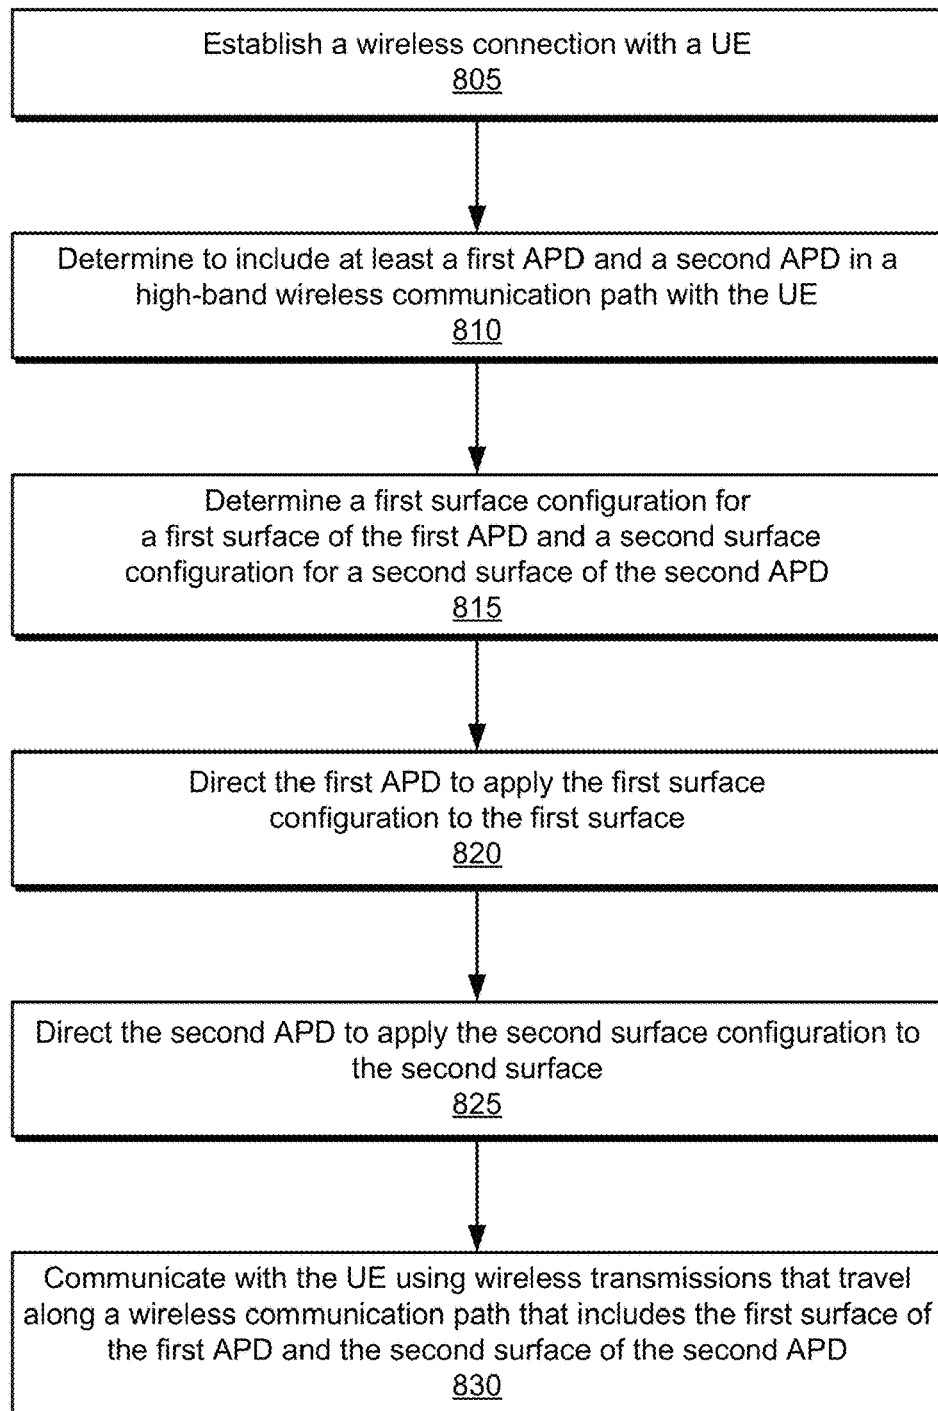 Establish a wireless connection with a UE
805
Determine to include at least a first APD and a second APD in a
high-band wireless communication path with the UE
810
Determine a first surface configuration for
a first surface of the first APD and a second surface
configuration for a second surface of the second APD
815
Direct the first APD to apply the first surface
configuration to the first surface
820
Direct the second APD to apply the second surface configuration to
the second surface
825
Communicate with the UE using wireless transmissions that travel
along a wireless communication path that includes the first surface of
the first APD and the second surface of the second APD
830